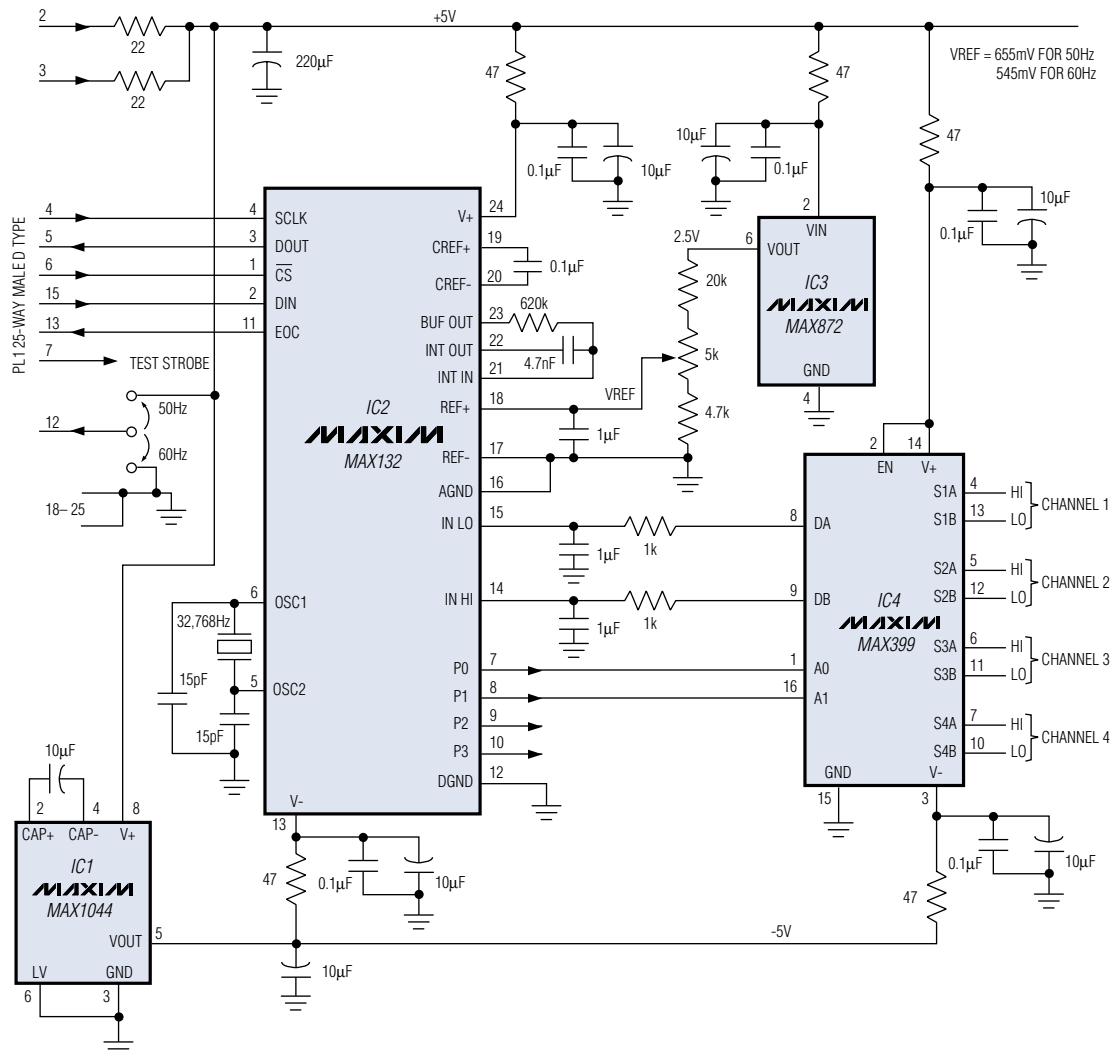 2
22
+5V
220µF
3
22
47
0.1µF
10µF
47
10µF
0.1µF
VREF = 655mV FOR 50Hz
545mV FOR 60Hz
47
0.1µF
10µF
PL1 25-WAY MALE D TYPE
4
5
6
15
13
7
TEST STROBE
12
50Hz
60Hz
18–25
4
SCLK
3
DOUT
1
CS
2
DIN
11
EOC
6
OSC1
5
OSC2
32,768Hz
15pF
15pF
IC2
MAXIM
MAX132
V+
24
CREF+
19
CREF-
20
0.1µF
BUF OUT
23
620k
INT OUT
22
4.7nF
INT IN
21
REF+
18
VREF
1µF
REF-
17
AGND
16
IN LO
15
1µF
1k
IN HI
14
1µF
1k
P0
7
P1
8
P2
9
P3
10
DGND
12
V-
13
2.5V
20k
5k
4.7k
2
VIN
6
VOUT
IC3
MAXIM
MAX872
GND
4
2
14
EN
V+
8
DA
9
DB
1
A0
16
A1
IC4
MAXIM
MAX399
S1A
4
HI
S1B
13
LO
CHANNEL 1
S2A
5
HI
S2B
12
LO
CHANNEL 2
S3A
6
HI
S3B
11
LO
CHANNEL 3
S4A
7
HI
S4B
10
LO
CHANNEL 4
GND
15
V-
3
0.1µF
10µF
47
10µF
2
4
8
CAP+
CAP-
V+
IC1
MAXIM
MAX1044
VOUT
5
LV
GND
6
3
47
0.1µF
10µF
10µF
-5V